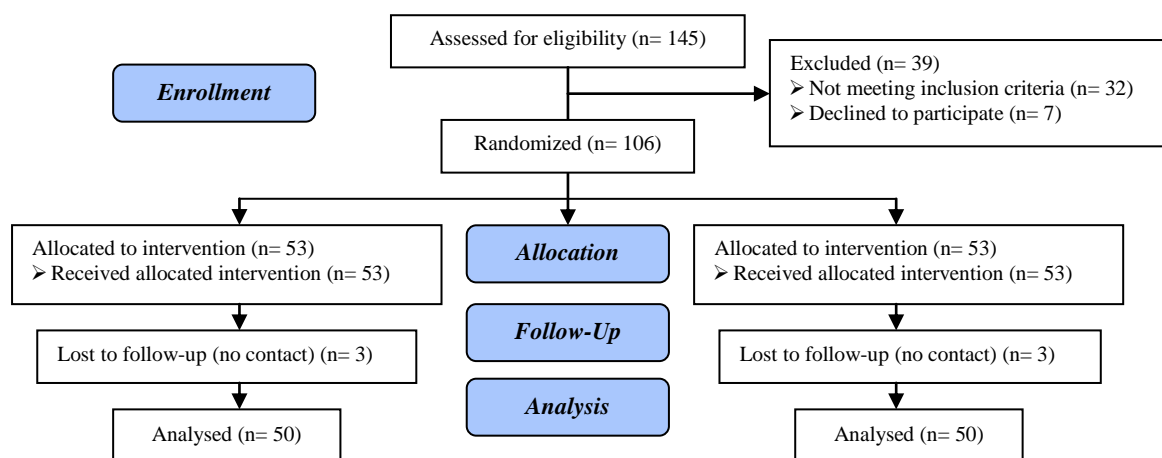 Assessed for eligibility (n= 145)
Excluded (n= 39)
➢ Not meeting inclusion criteria (n= 32)
➢ Declined to participate (n= 7)
Enrollment
Randomized (n= 106)
Allocated to intervention (n= 53)
➢ Received allocated intervention (n= 53)
Allocation
Allocated to intervention (n= 53)
➢ Received allocated intervention (n= 53)
Lost to follow-up (no contact) (n= 3)
Follow-Up
Lost to follow-up (no contact) (n= 3)
Analysed (n= 50)
Analysis
Analysed (n= 50)